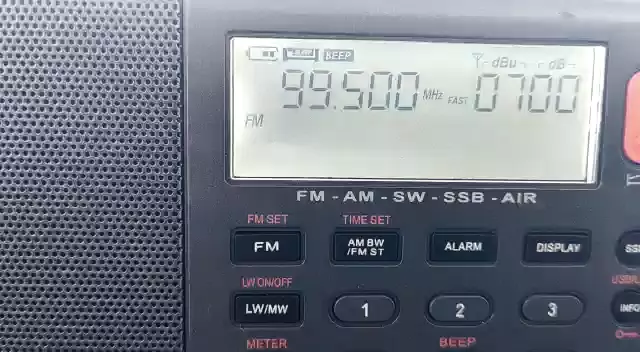 BEEP
dBu dB
99.500 MHz FAST 0700
FM
FM - AM - SW - SSB - AIR
FM SET TIME SET
FM AM BW /FM ST ALARM DISPLAY SS
LW ON/OFF
LW/MW 1 2 3 INFO
METER BEEP